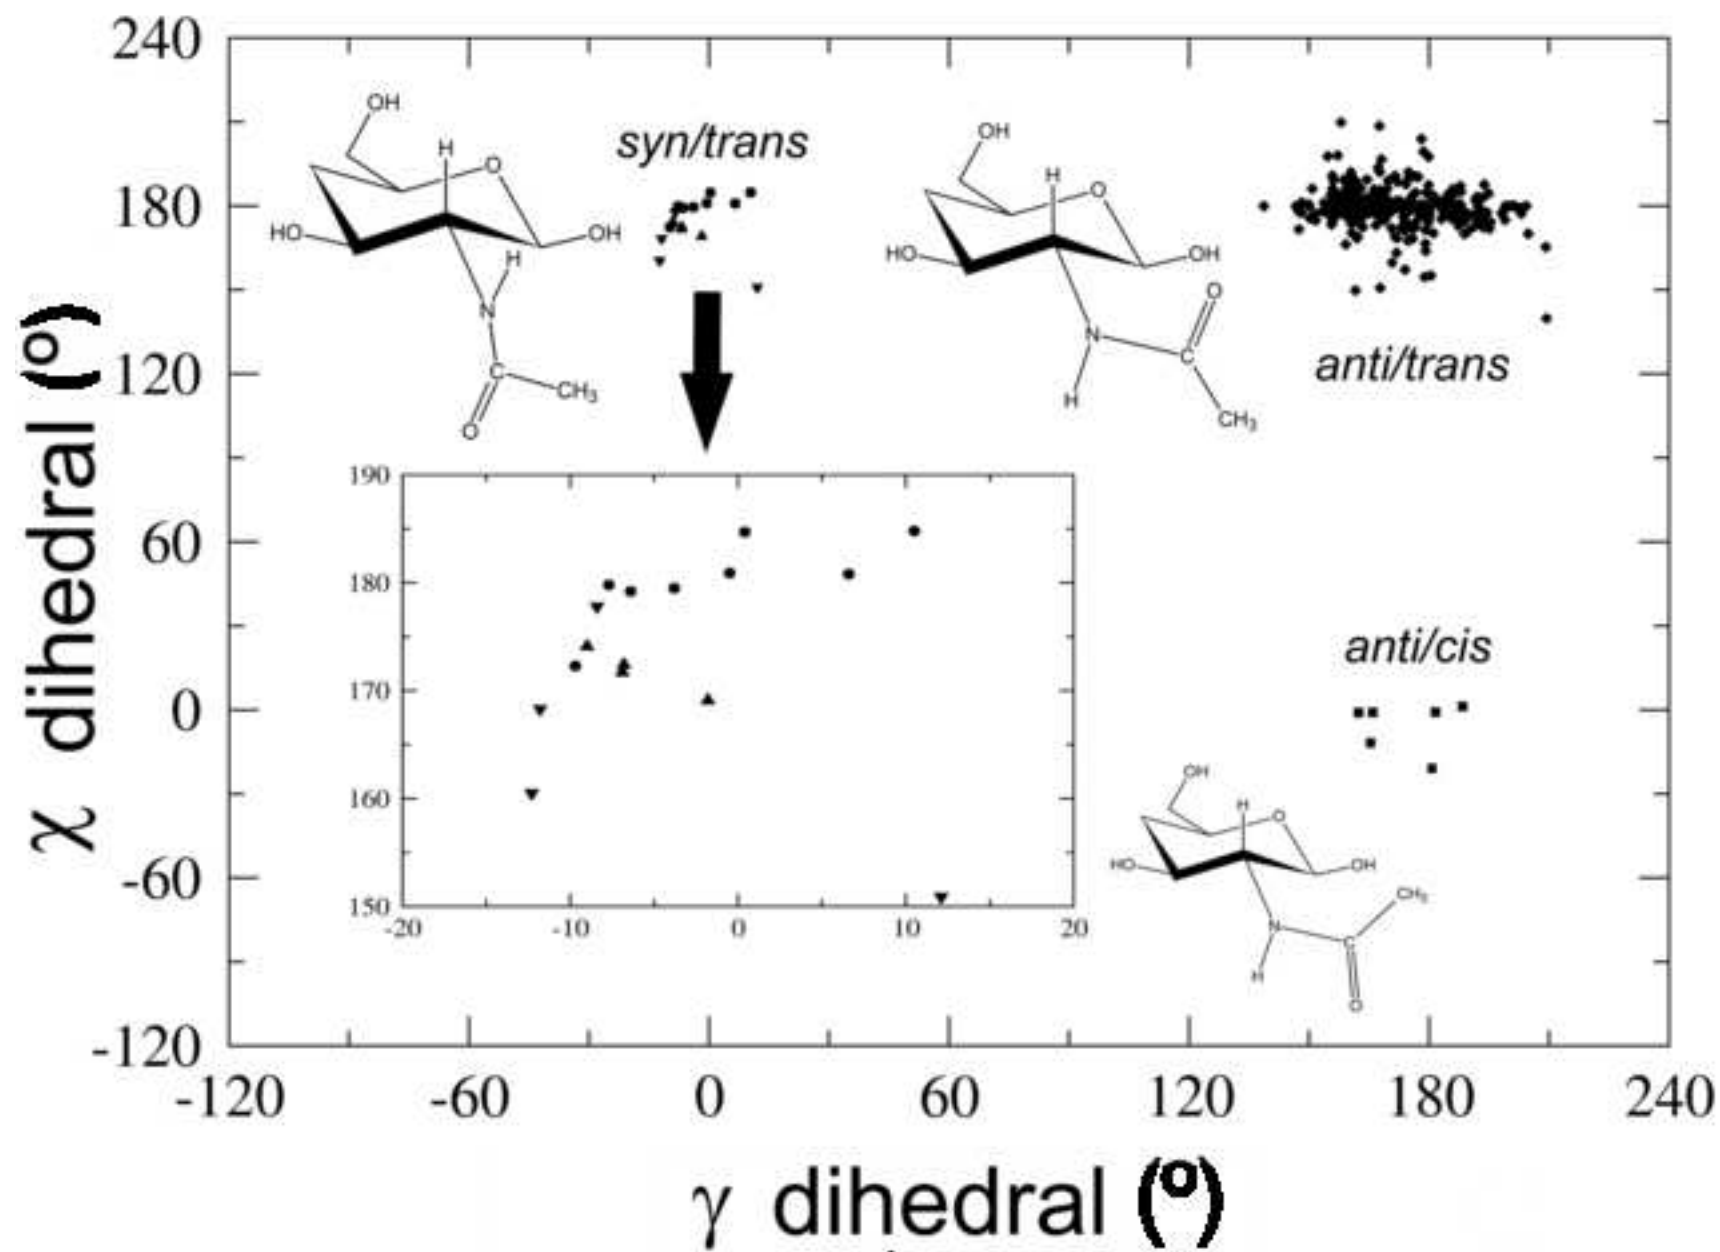 240
180
120
60
0
-60
-120
χ dihedral (º)
-120
-60
0
60
120
180
240
γ dihedral (º)
syn/trans
OH
H
O
HO
OH
H
N
C
CH3
O
anti/trans
OH
H
O
HO
OH
O
N
C
H
CH3
anti/cis
OH
H
O
HO
OH
CH3
N
C
H
O
190
180
170
160
150
-20
-10
0
10
20